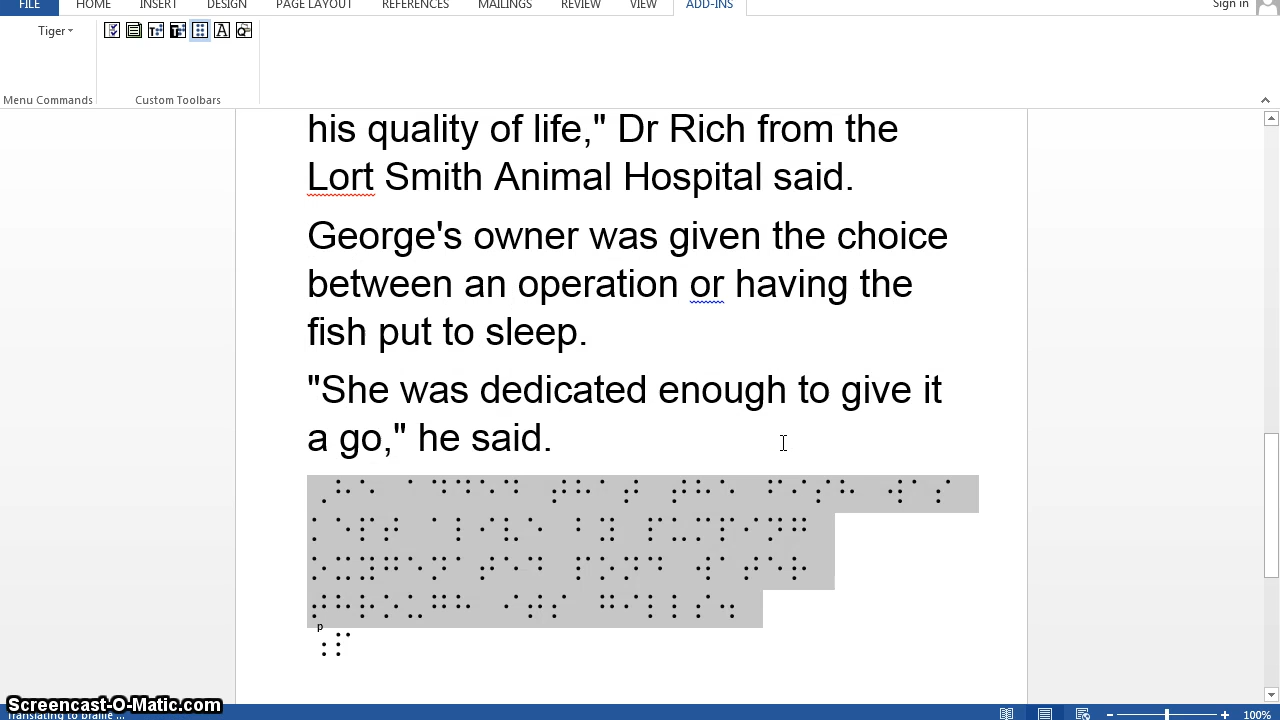 FILE HOME INSERT DESIGN PAGE LAYOUT REFERENCES MAILINGS REVIEW VIEW ADD-INS Sign in
Tiger
Menu Commands Custom Toolbars
his quality of life," Dr Rich from the
Lort Smith Animal Hospital said.
George's owner was given the choice
between an operation or having the
fish put to sleep.
"She was dedicated enough to give it
a go," he said.
⠠⠓⠑ ⠁⠙⠙⠑⠙ ⠞⠓⠁⠞ ⠞⠓⠑ ⠋⠊⠎⠓ ⠺⠁⠎
⠅⠑⠏⠞ ⠁⠇⠊⠧⠑ ⠃⠽ ⠏⠥⠍⠏⠊⠝⠛
⠕⠭⠽⠛⠑⠝⠁⠞⠑⠙ ⠏⠕⠝⠙ ⠺⠁⠞⠑⠗
⠞⠓⠗⠕⠥⠛⠓ ⠊⠞⠎ ⠛⠊⠇⠇⠎⠲
p
⠰⠏
Screencast-O-Matic.com
Translating to braille ...
100%